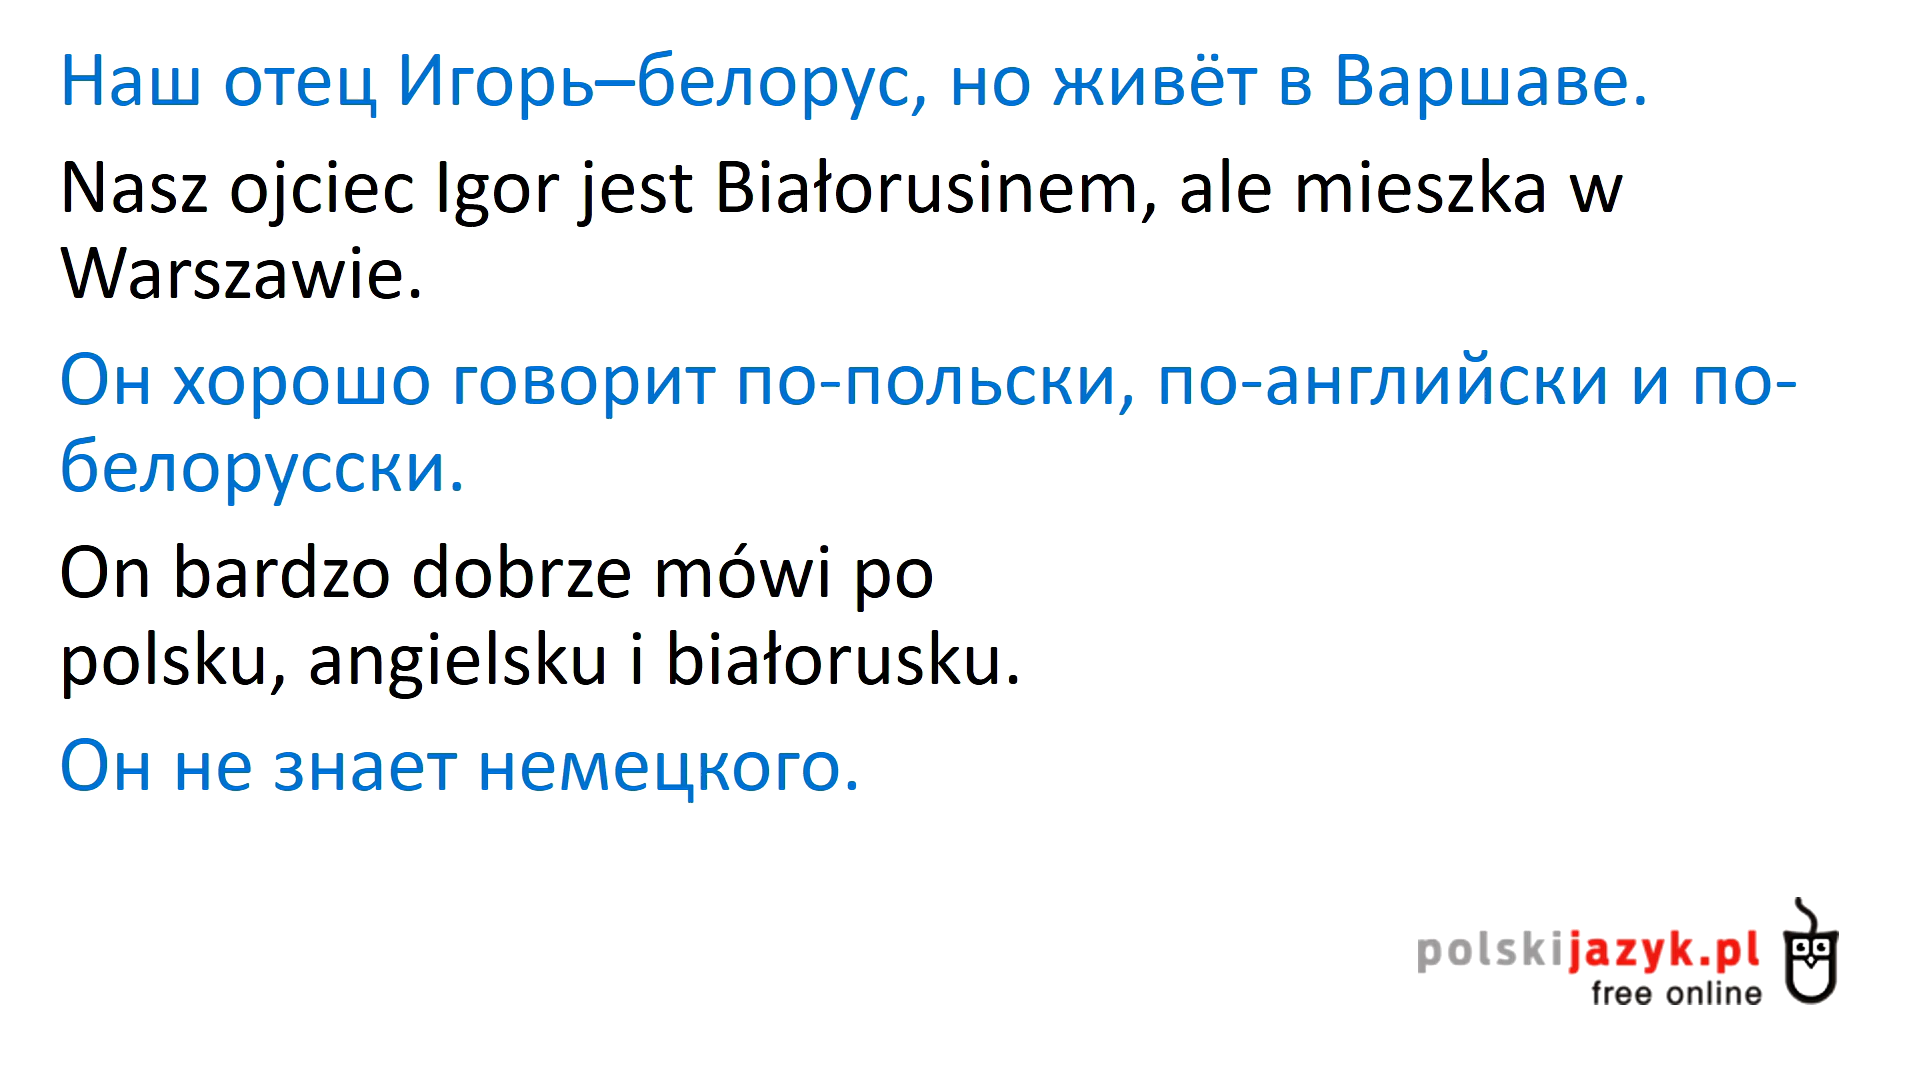 Наш отец Игорь–белорус, но живёт в Варшаве.
Nasz ojciec Igor jest Białorusinem, ale mieszka w
Warszawie.
Он хорошо говорит по-польски, по-английски и по-
белорусски.
On bardzo dobrze mówi po
polsku, angielsku i białorusku.
Он не знает немецкого.
polskijazyk.pl
free online